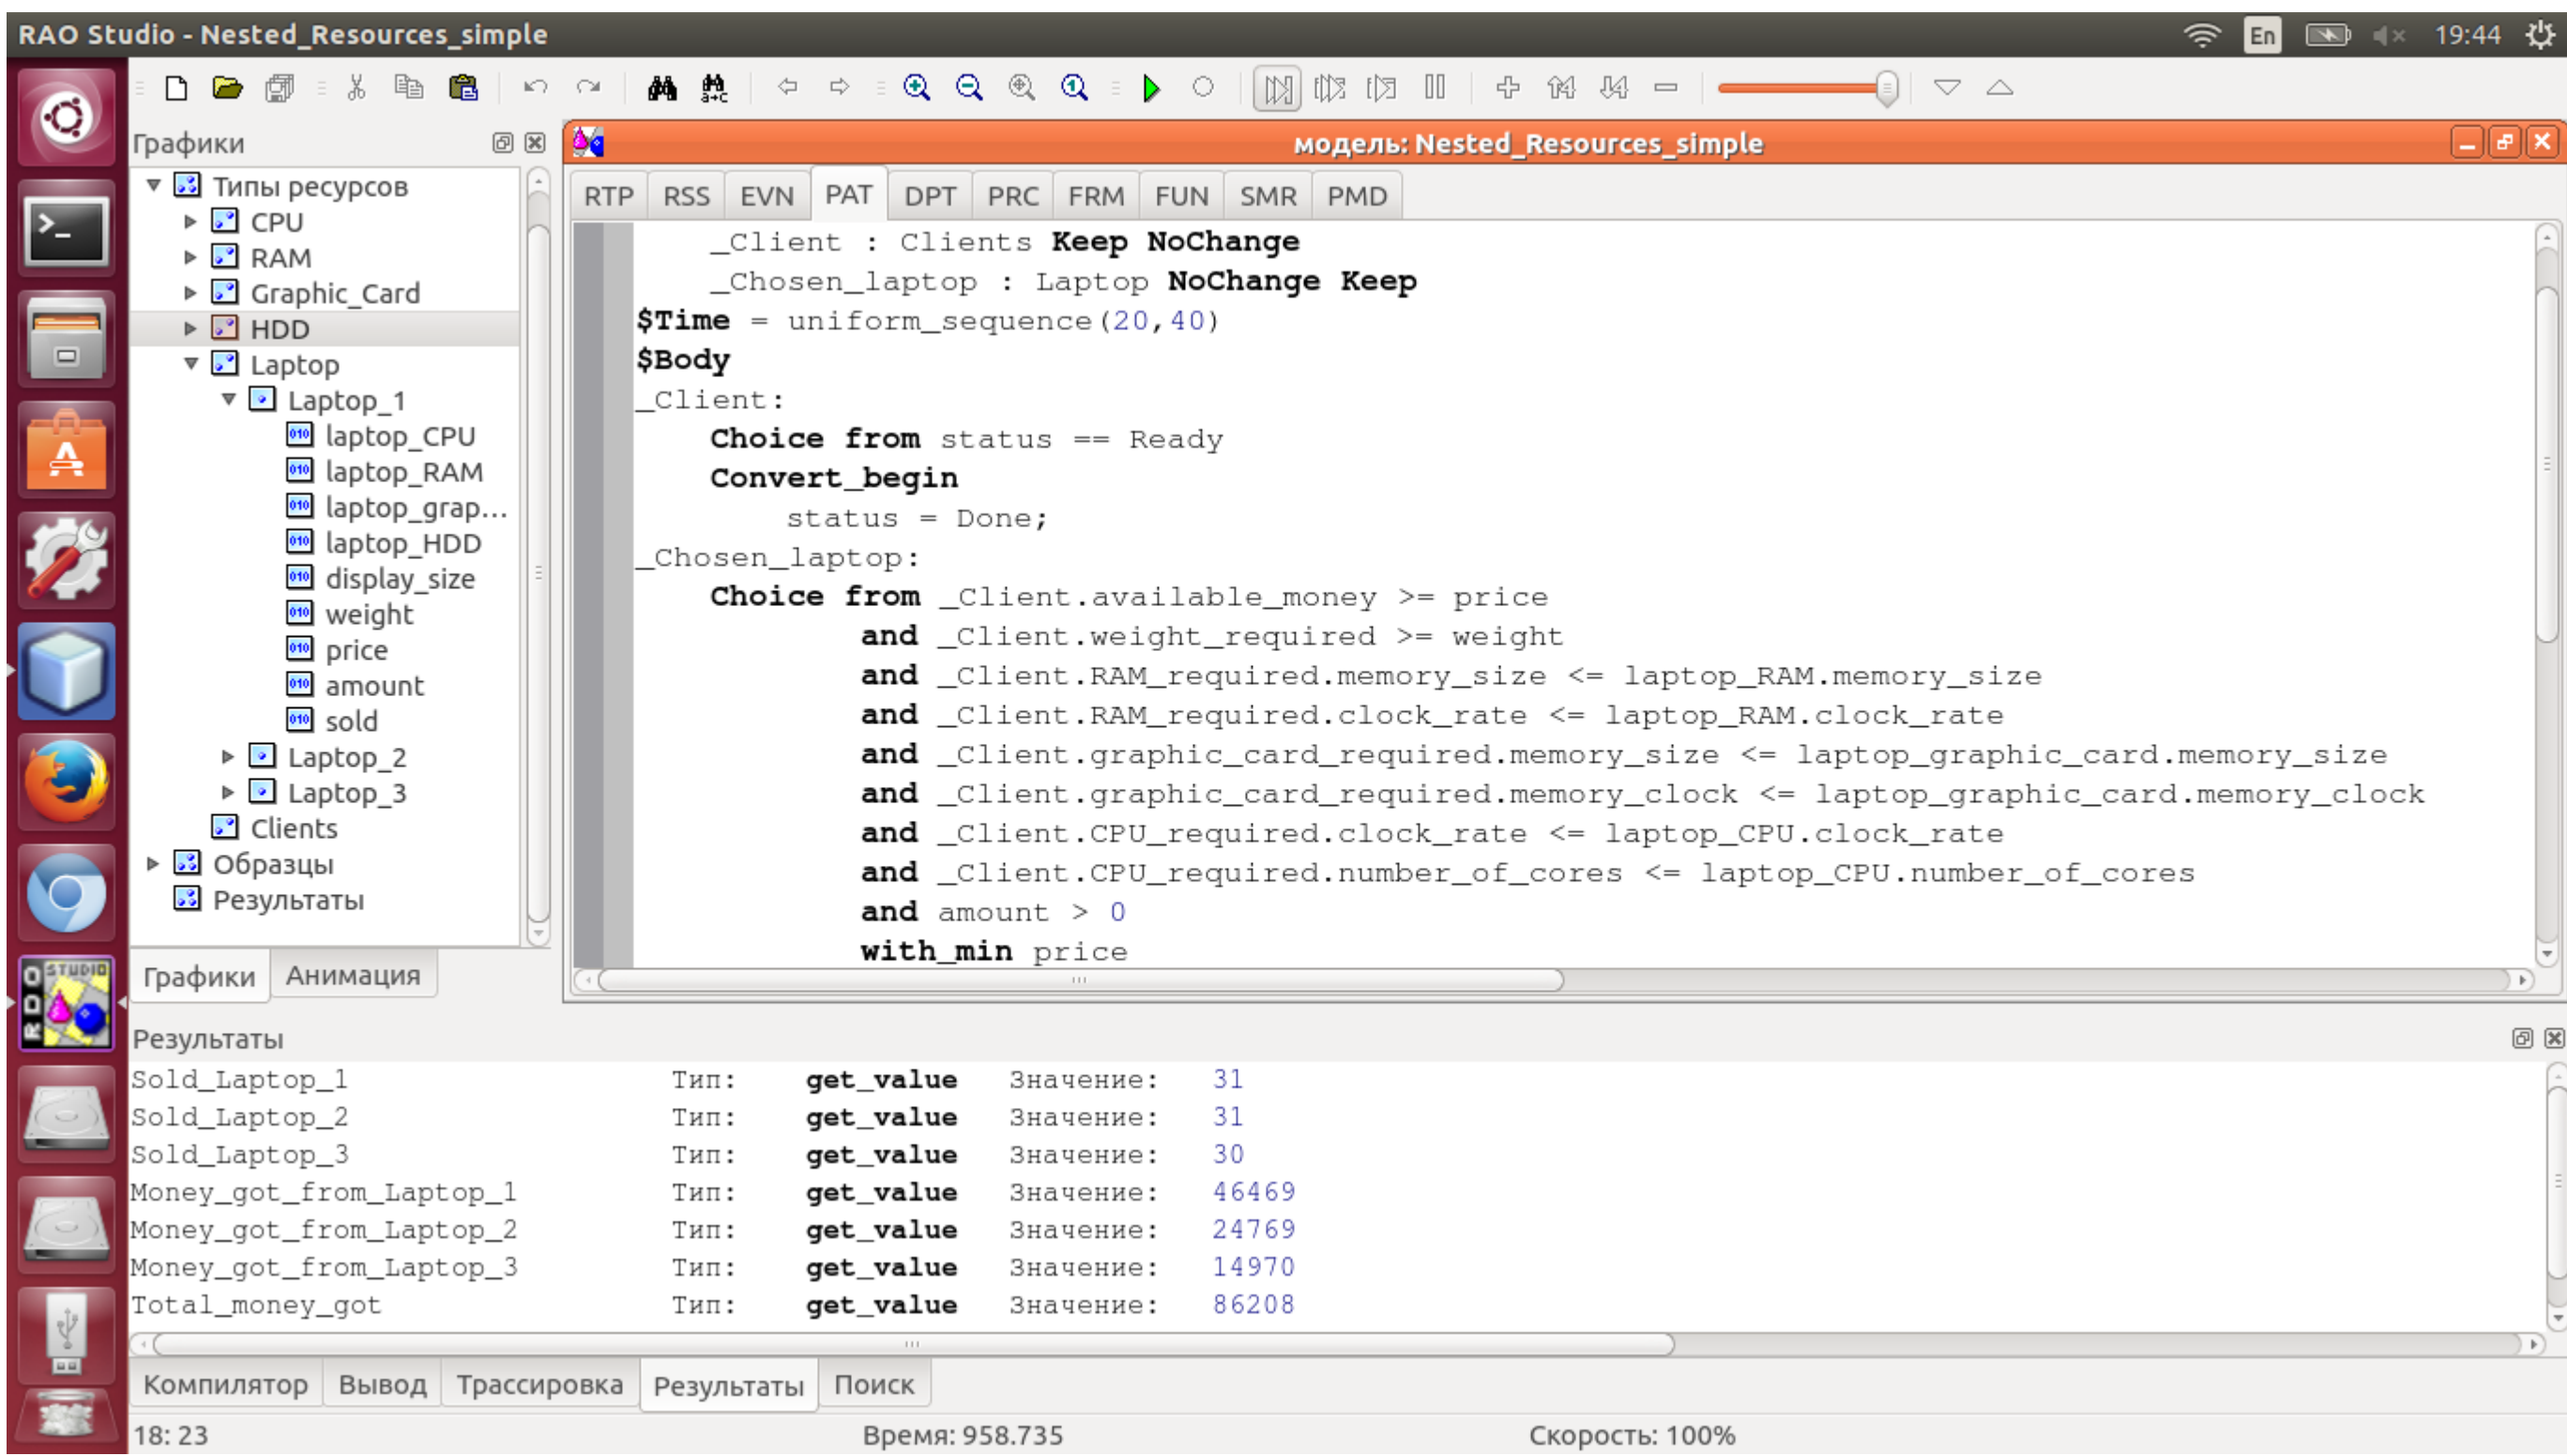 RAO Studio - Nested_Resources_simple
En
19:44
Графики
модель: Nested_Resources_simple
Типы ресурсов
CPU
RAM
Graphic_Card
HDD
Laptop
Laptop_1
laptop_CPU
laptop_RAM
laptop_grap...
laptop_HDD
display_size
weight
price
amount
sold
Laptop_2
Laptop_3
Clients
Образцы
Результаты
Графики Анимация
RTP RSS EVN PAT DPT PRC FRM FUN SMR PMD
_Client : Clients Keep NoChange
_Chosen_laptop : Laptop NoChange Keep
$Time = uniform_sequence(20,40)
$Body
_Client:
Choice from status == Ready
Convert_begin
status = Done;
_Chosen_laptop:
Choice from _Client.available_money >= price
and _Client.weight_required >= weight
and _Client.RAM_required.memory_size <= laptop_RAM.memory_size
and _Client.RAM_required.clock_rate <= laptop_RAM.clock_rate
and _Client.graphic_card_required.memory_size <= laptop_graphic_card.memory_size
and _Client.graphic_card_required.memory_clock <= laptop_graphic_card.memory_clock
and _Client.CPU_required.clock_rate <= laptop_CPU.clock_rate
and _Client.CPU_required.number_of_cores <= laptop_CPU.number_of_cores
and amount > 0
with_min price
RDO STUDIO
Результаты
Sold_Laptop_1 Тип: get_value Значение: 31
Sold_Laptop_2 Тип: get_value Значение: 31
Sold_Laptop_3 Тип: get_value Значение: 30
Money_got_from_Laptop_1 Тип: get_value Значение: 46469
Money_got_from_Laptop_2 Тип: get_value Значение: 24769
Money_got_from_Laptop_3 Тип: get_value Значение: 14970
Total_money_got Тип: get_value Значение: 86208
Компилятор Вывод Трассировка Результаты Поиск
18: 23 Время: 958.735 Скорость: 100%